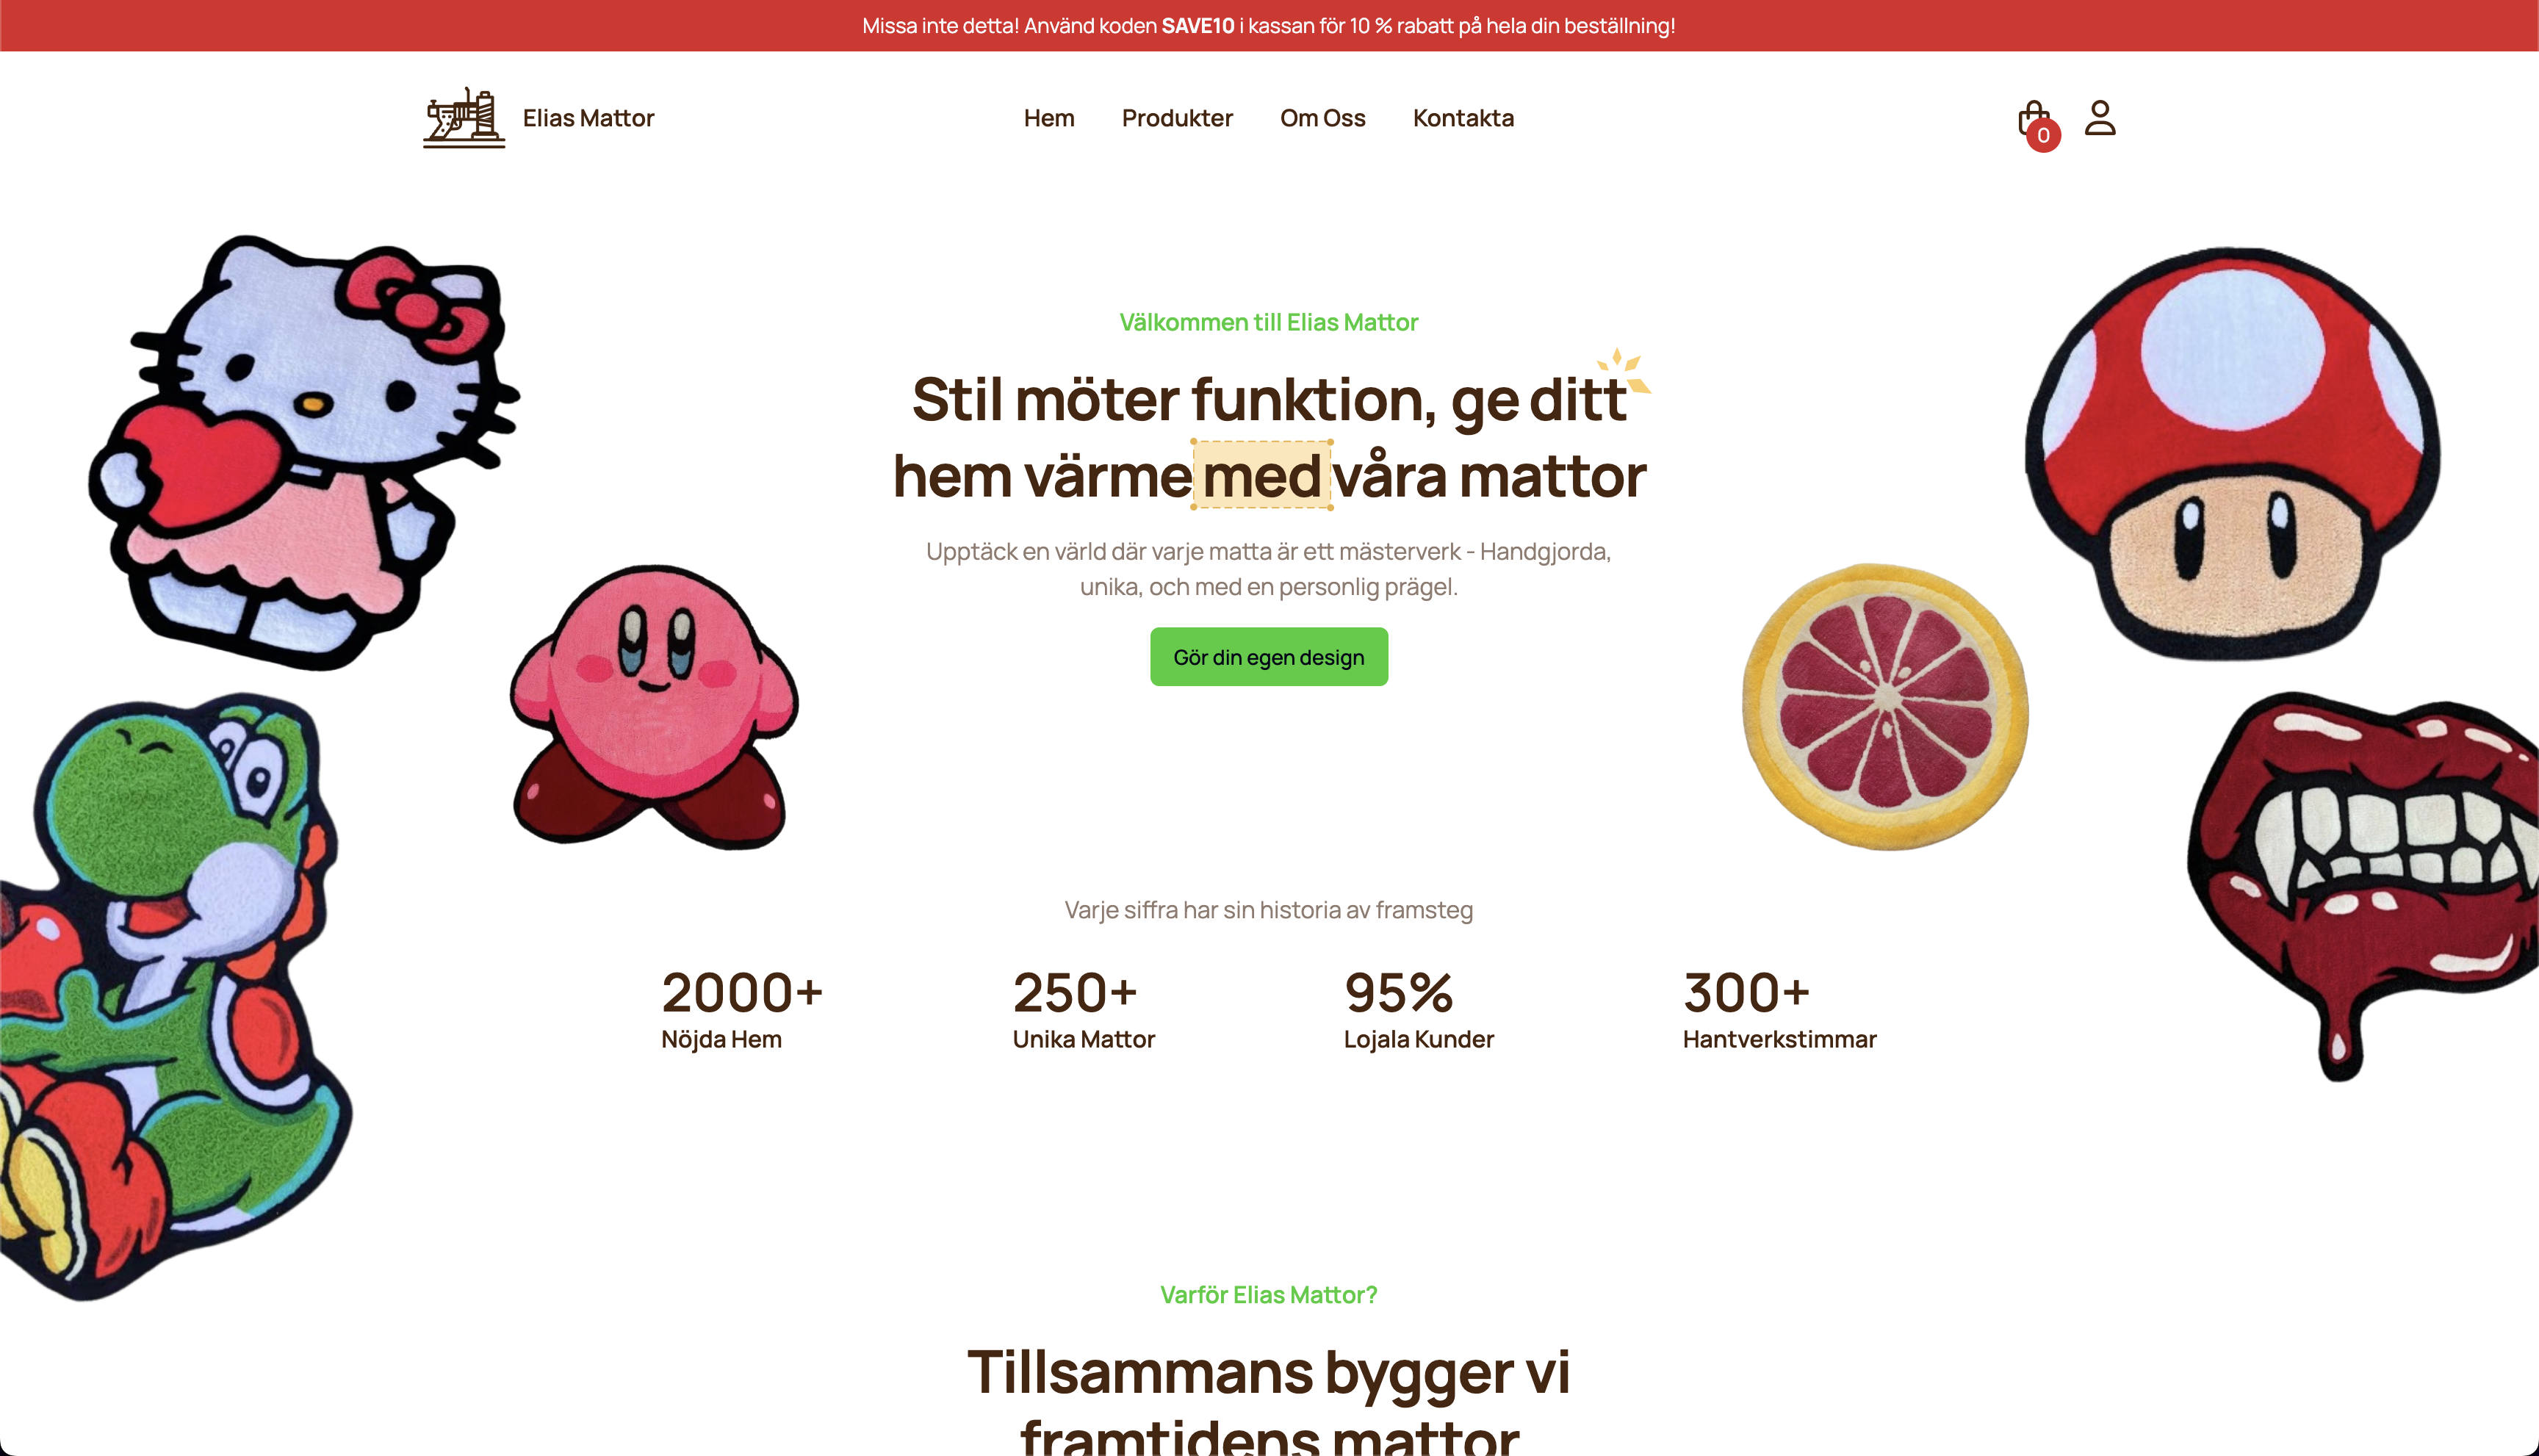 Missa inte detta! Använd koden SAVE10 i kassan för 10 % rabatt på hela din beställning!
Elias Mattor
Hem
Produkter
Om Oss
Kontakta
0
Välkommen till Elias Mattor
Stil möter funktion, ge ditt
hem värme med våra mattor
Upptäck en värld där varje matta är ett mästerverk - Handgjorda,
unika, och med en personlig prägel.
Gör din egen design
Varje siffra har sin historia av framsteg
2000+
Nöjda Hem
250+
Unika Mattor
95%
Lojala Kunder
300+
Hantverkstimmar
Varför Elias Mattor?
Tillsammans bygger vi
framtidens mattor